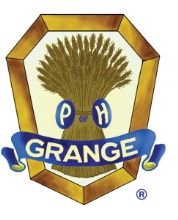 P OF H
GRANGE
®